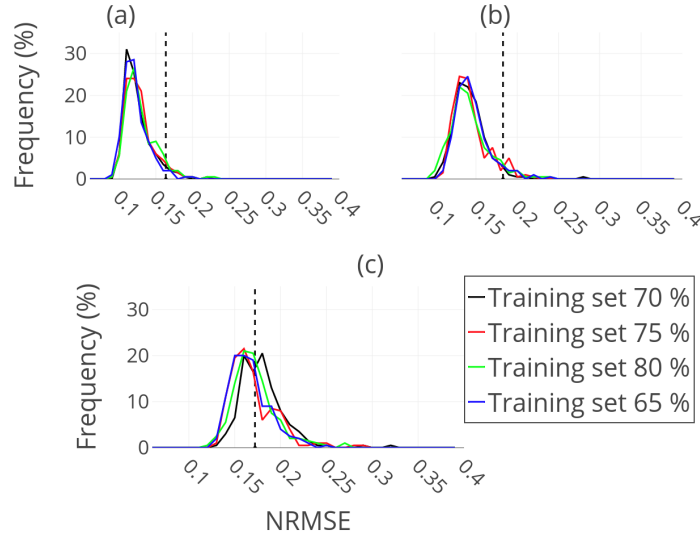 (a)
(b)
Frequency (%)
30
20
10
0
0.1
0.15
0.2
0.25
0.3
0.35
0.4
0.1
0.15
0.2
0.25
0.3
0.35
0.4
(c)
Frequency (%)
30
20
10
0
0.1
0.15
0.2
0.25
0.3
0.35
0.4
NRMSE
Training set 70 %
Training set 75 %
Training set 80 %
Training set 65 %